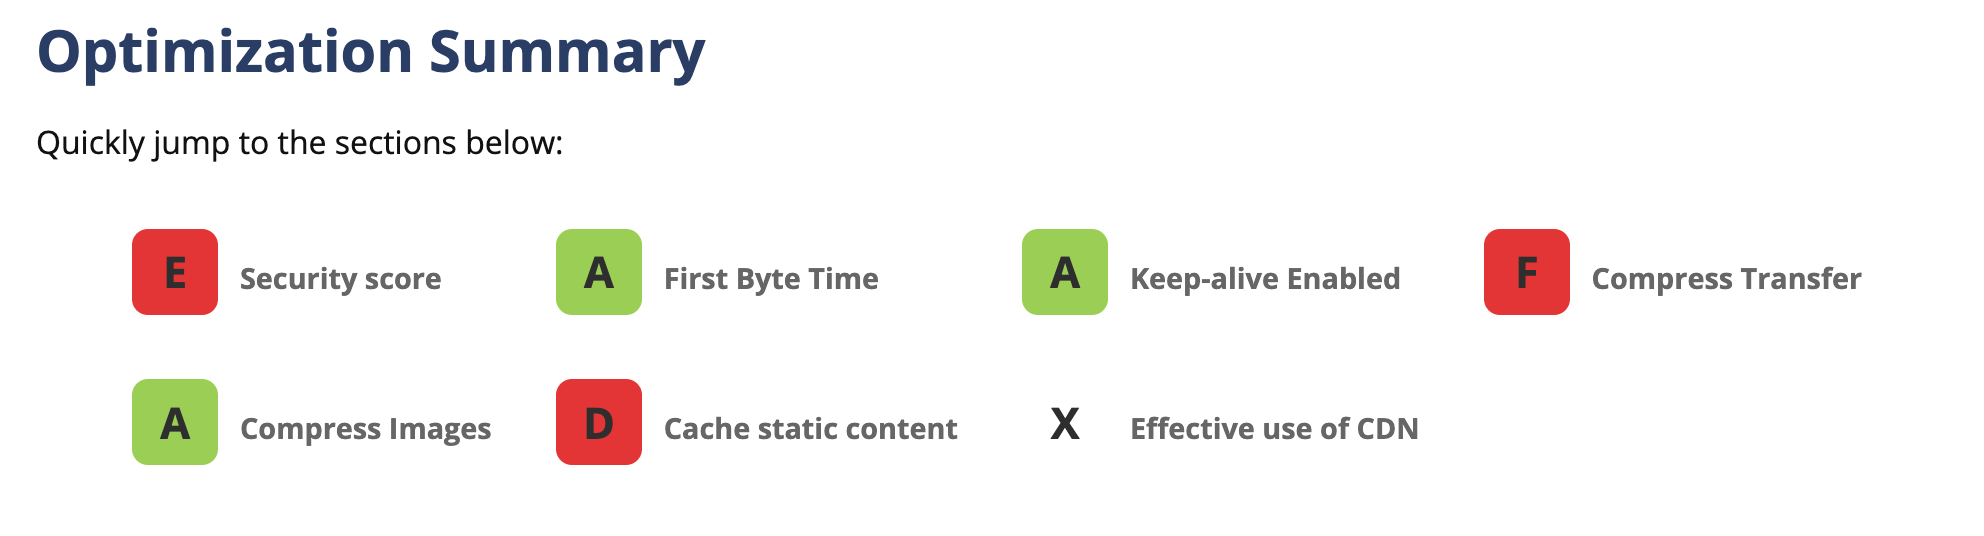 Optimization Summary
Quickly jump to the sections below:
E Security score A First Byte Time A Keep-alive Enabled F Compress Transfer
A Compress Images D Cache static content X Effective use of CDN